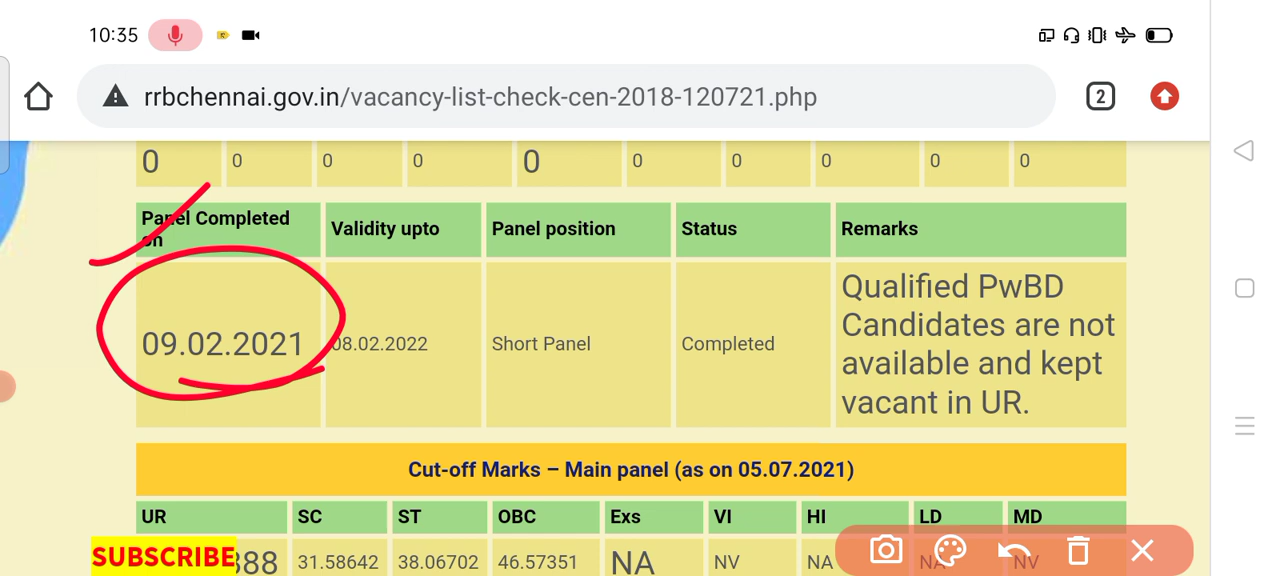 10:35
rrbchennai.gov.in/vacancy-list-check-cen-2018-120721.php
2
0 0 0 0 0 0 0 0 0 0
Panel Completed on Validity upto Panel position Status Remarks
09.02.2021 08.02.2022 Short Panel Completed Qualified PwBD
Candidates are not
available and kept
vacant in UR.
Cut-off Marks – Main panel (as on 05.07.2021)
UR SC ST OBC Exs VI HI LD MD
SUBSCRIBE 888 31.58642 38.06702 46.57351 NA NV NA NA NV